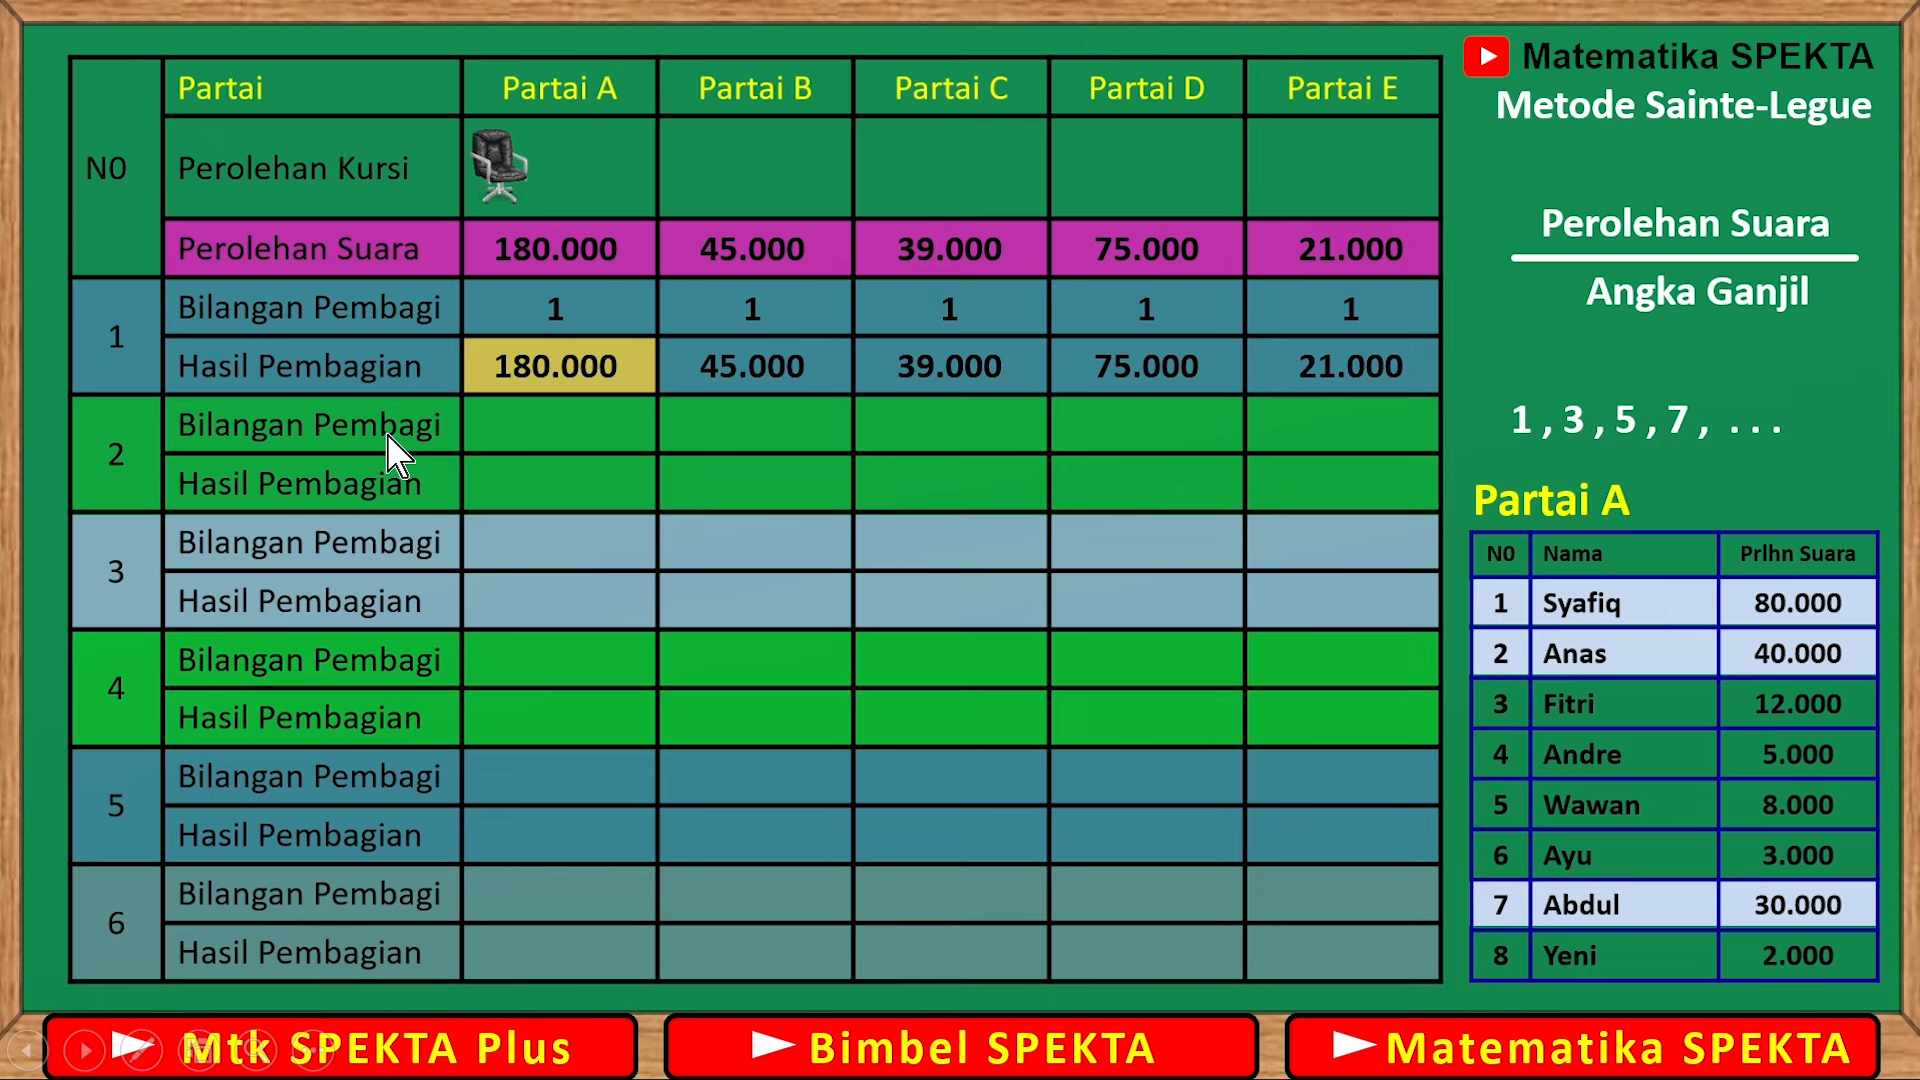 N0 Partai Partai A Partai B Partai C Partai D Partai E
Perolehan Kursi
Perolehan Suara 180.000 45.000 39.000 75.000 21.000
1 Bilangan Pembagi 1 1 1 1 1
Hasil Pembagian 180.000 45.000 39.000 75.000 21.000
2 Bilangan Pembagi
Hasil Pembagian
3 Bilangan Pembagi
Hasil Pembagian
4 Bilangan Pembagi
Hasil Pembagian
5 Bilangan Pembagi
Hasil Pembagian
6 Bilangan Pembagi
Hasil Pembagian
Matematika SPEKTA
Metode Sainte-Legue
Perolehan Suara
Angka Ganjil
1 , 3 , 5 , 7 , . . .
Partai A
N0 Nama Prlhn Suara
1 Syafiq 80.000
2 Anas 40.000
3 Fitri 12.000
4 Andre 5.000
5 Wawan 8.000
6 Ayu 3.000
7 Abdul 30.000
8 Yeni 2.000
Mtk SPEKTA Plus
Bimbel SPEKTA
Matematika SPEKTA